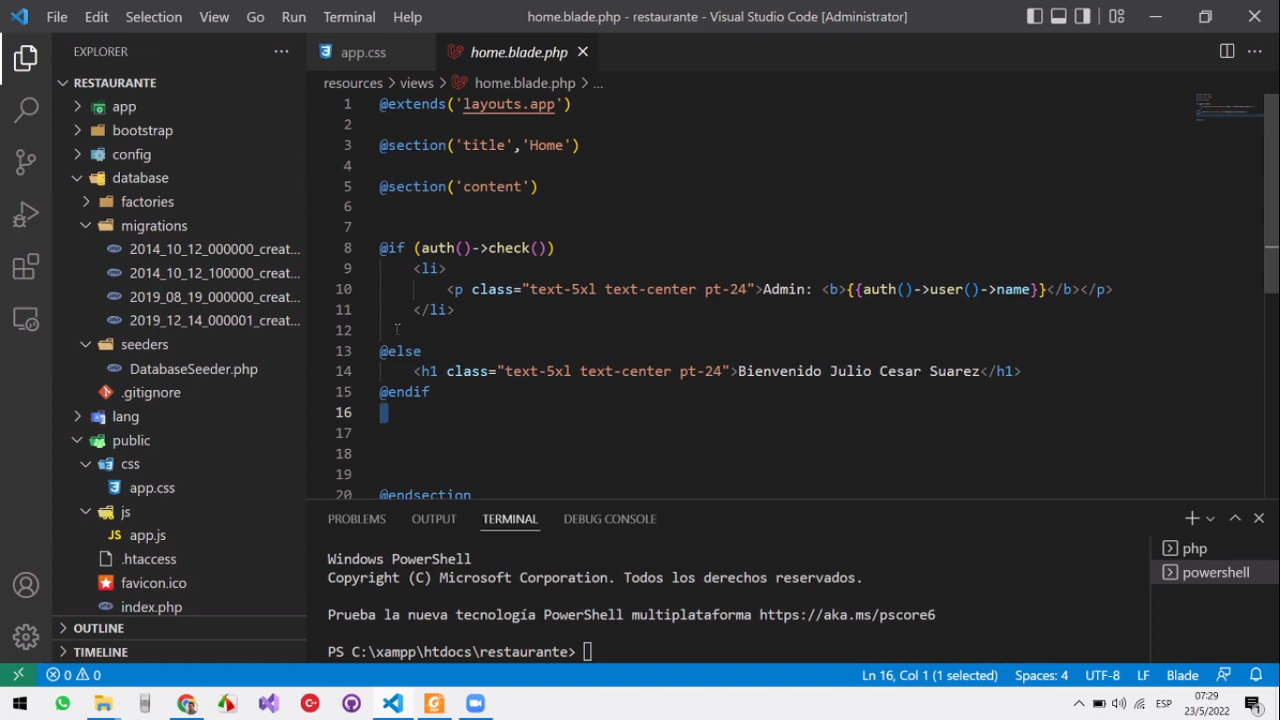 File Edit Selection View Go Run Terminal Help home.blade.php - restaurante - Visual Studio Code [Administrator]
EXPLORER
RESTAURANTE
app
bootstrap
config
database
factories
migrations
2014_10_12_000000_creat...
2014_10_12_100000_creat...
2019_08_19_000000_creat...
2019_12_14_000001_creat...
seeders
DatabaseSeeder.php
.gitignore
lang
public
css
app.css
js
JS app.js
.htaccess
favicon.ico
index.php
OUTLINE
TIMELINE
app.css home.blade.php
resources > views > home.blade.php > ...
1 @extends('layouts.app')
2
3 @section('title','Home')
4
5 @section('content')
6
7
8 @if (auth()->check())
9 <li>
10 <p class="text-5xl text-center pt-24">Admin: <b>{{auth()->user()->name}}</b></p>
11 </li>
12
13 @else
14 <h1 class="text-5xl text-center pt-24">Bienvenido Julio Cesar Suarez</h1>
15 @endif
16
17
18
19
20 @endsection
PROBLEMS OUTPUT TERMINAL DEBUG CONSOLE
Windows PowerShell
Copyright (C) Microsoft Corporation. Todos los derechos reservados.
Prueba la nueva tecnología PowerShell multiplataforma https://aka.ms/pscore6
PS C:\xampp\htdocs\restaurante>
php
powershell
0 0 Ln 16, Col 1 (1 selected) Spaces: 4 UTF-8 LF Blade
ESP 07:29
23/5/2022
1